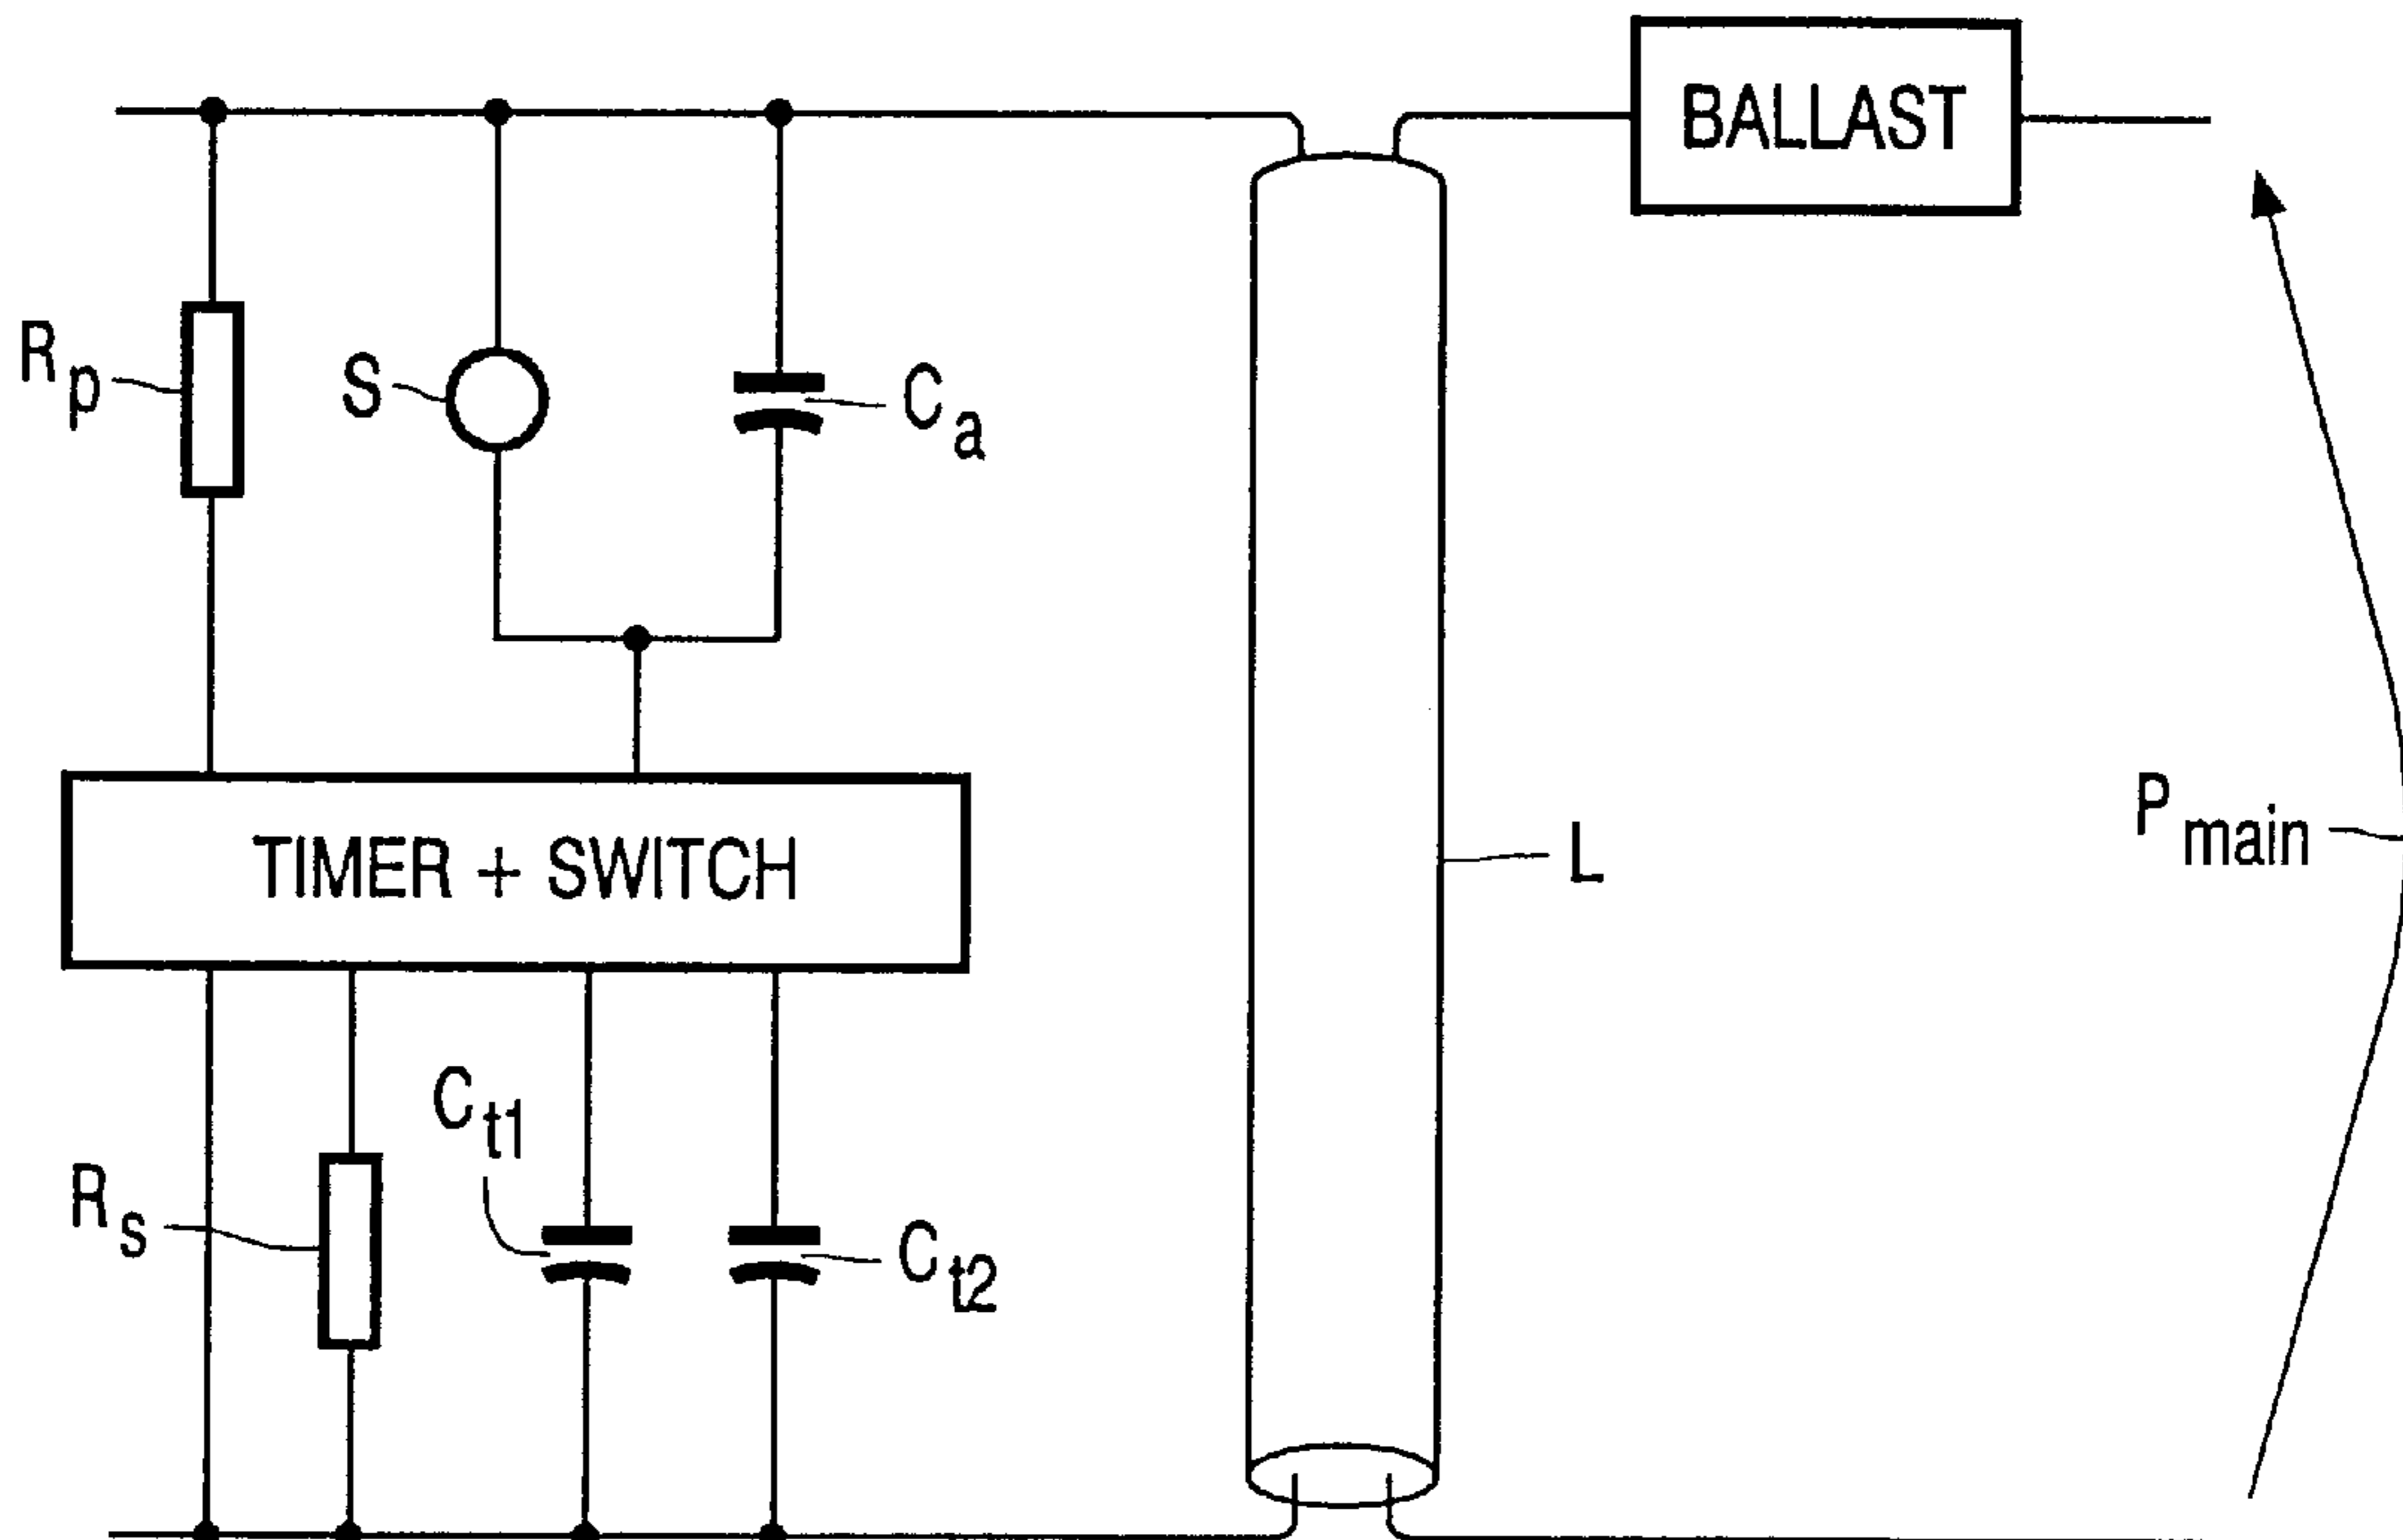 BALLAST
Rp
S
Ca
TIMER + SWITCH
L
Pmain
Ct1
Rs
Ct2